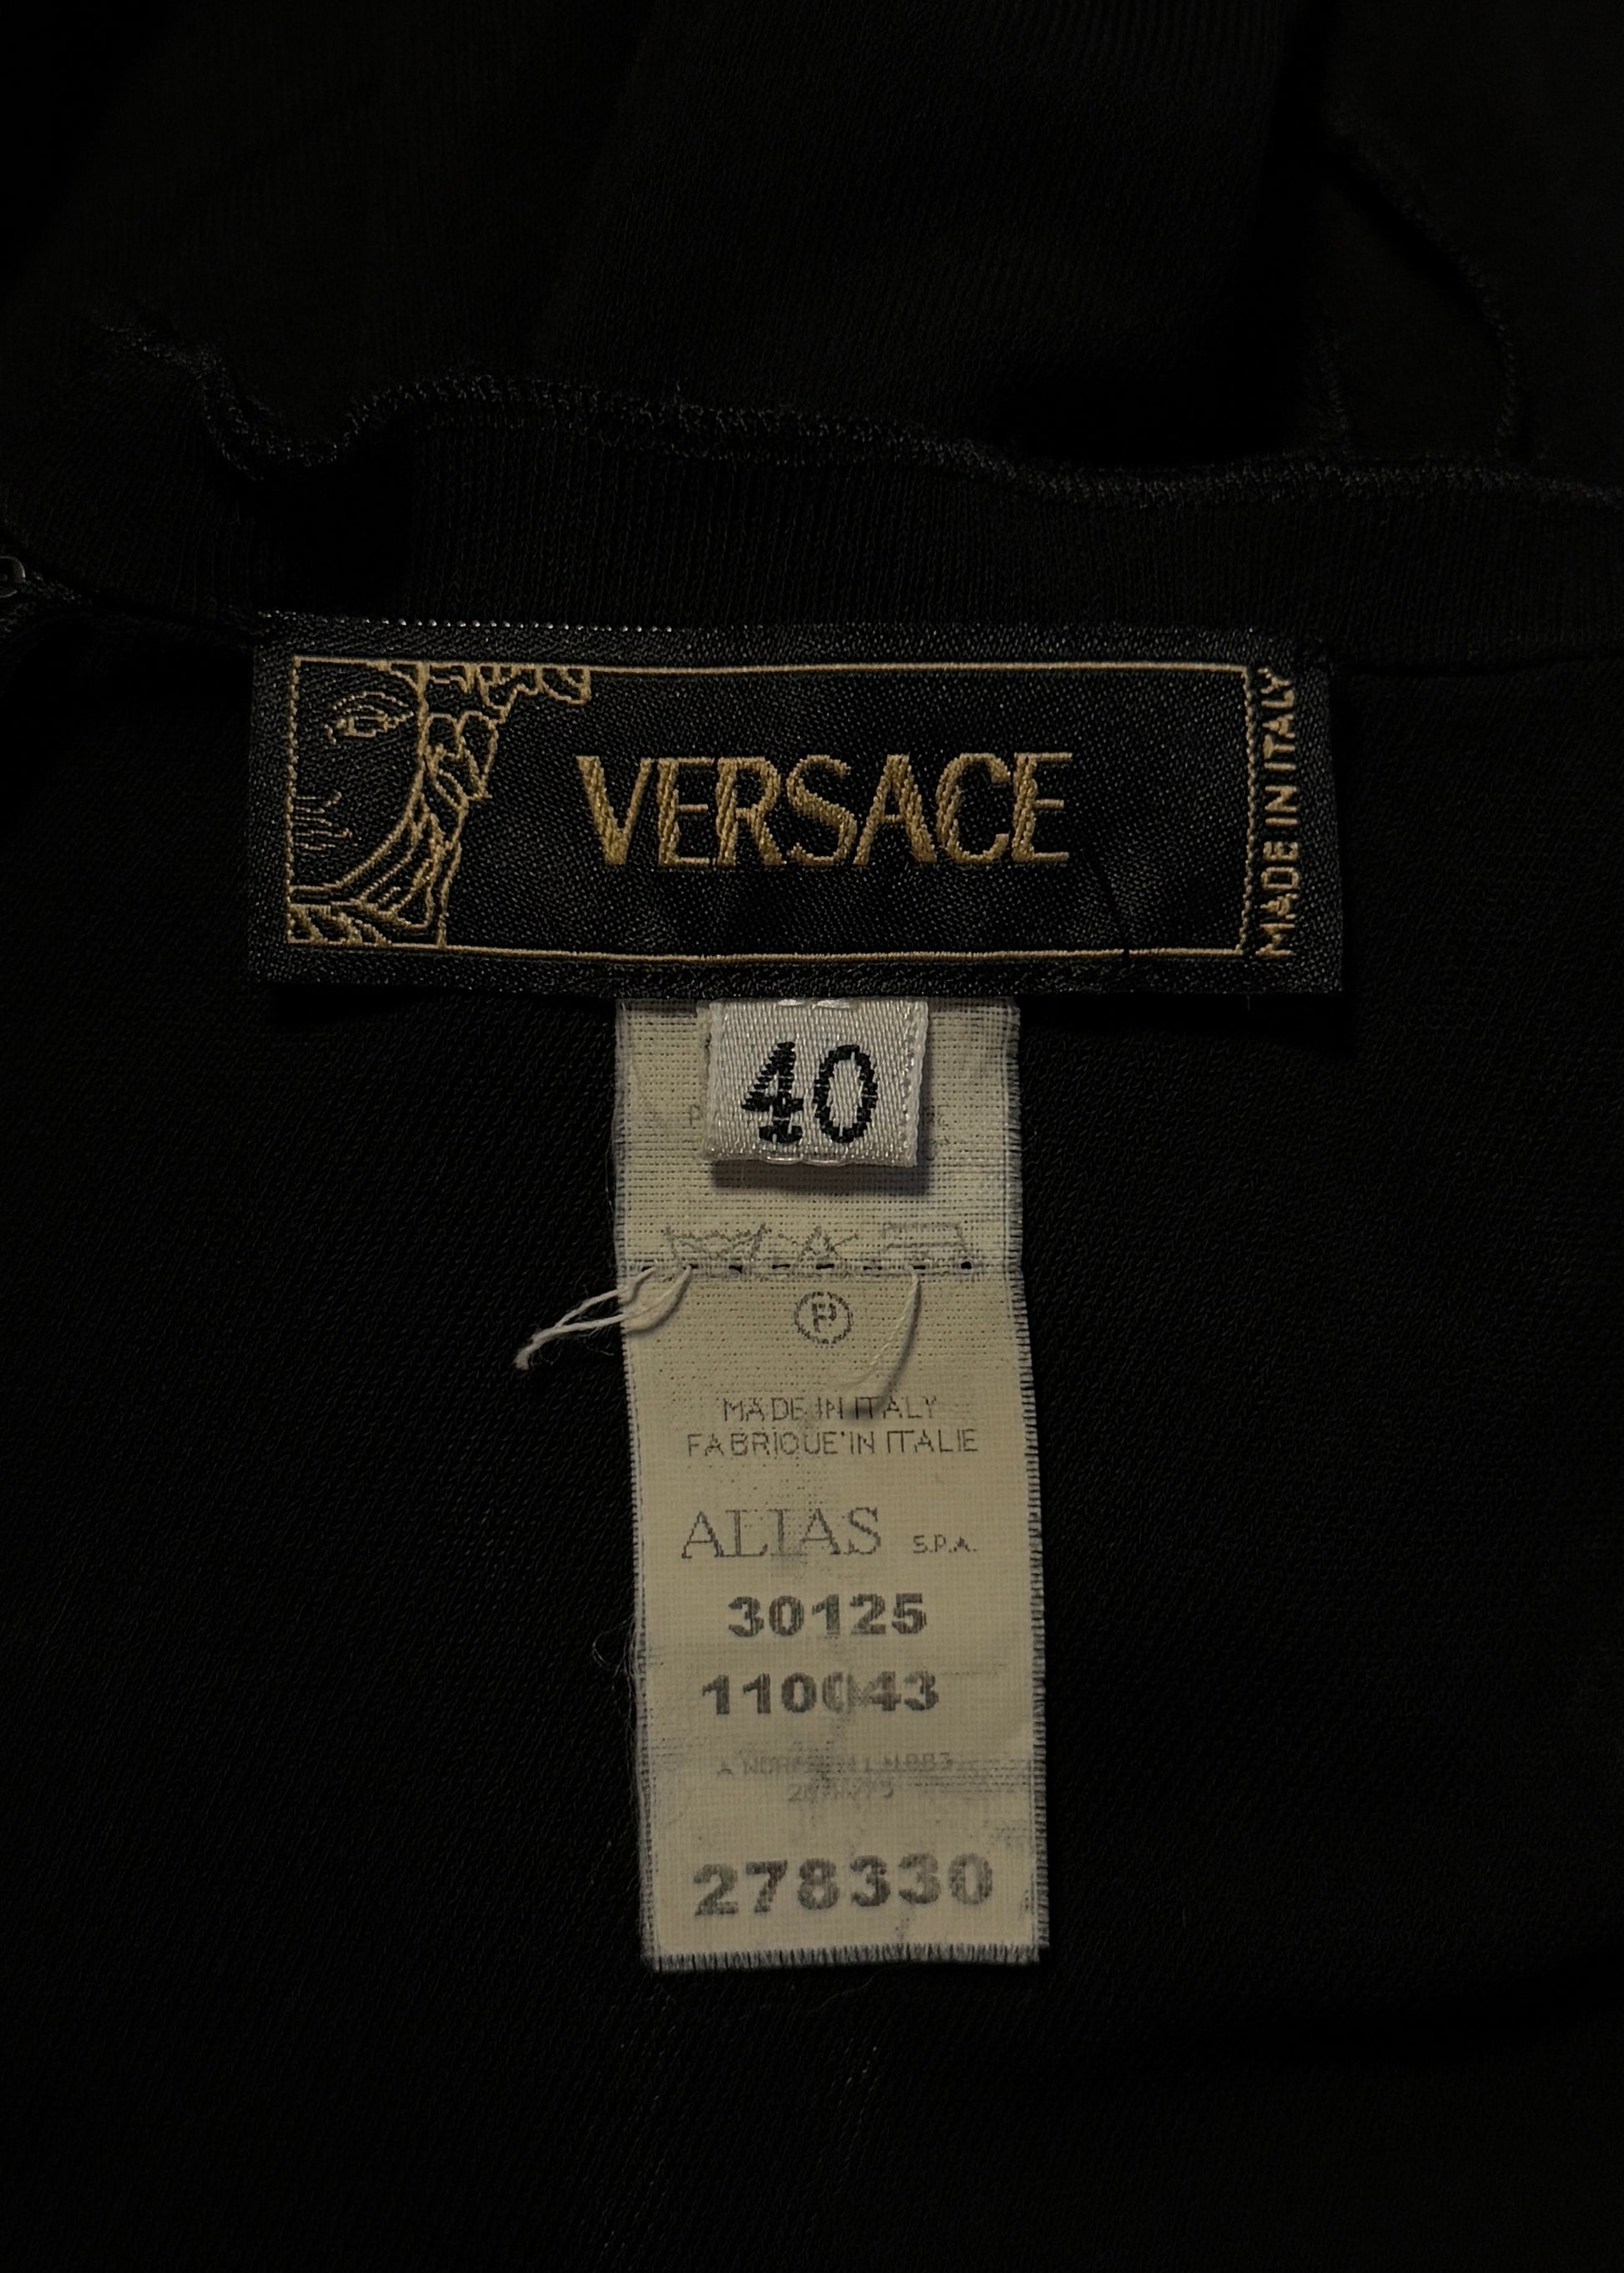 VERSACE
MADE IN ITALY
40
P
MADE IN ITALY
FABRIQUE' IN ITALIE
ALIAS S.P.A.
30125
110043
278330